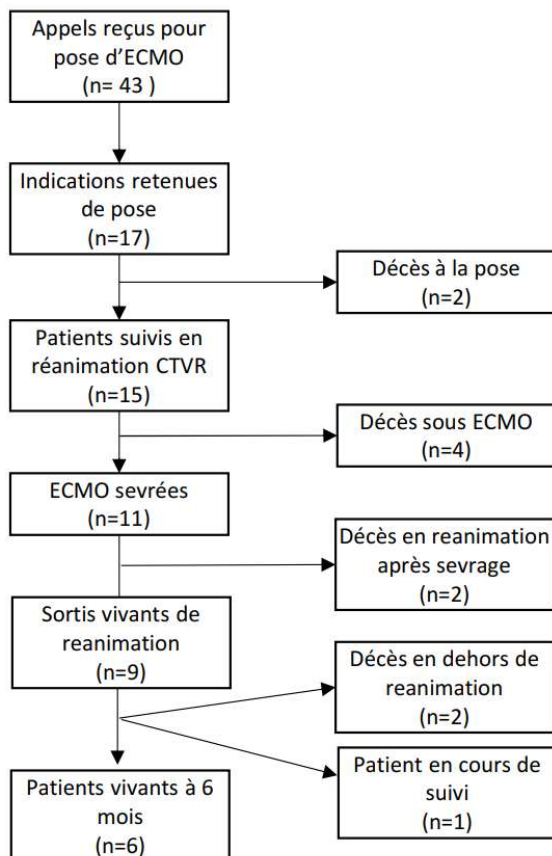 Appels reçus pour
pose d'ECMO
(n= 43 )
Indications retenues
de pose
(n=17)
Décès à la pose
(n=2)
Patients suivis en
réanimation CTVR
(n=15)
Décès sous ECMO
(n=4)
ECMO sevrées
(n=11)
Décès en reanimation
après sevrage
(n=2)
Sortis vivants de
reanimation
(n=9)
Décès en dehors de
reanimation
(n=2)
Patient en cours de
suivi
(n=1)
Patients vivants à 6
mois
(n=6)